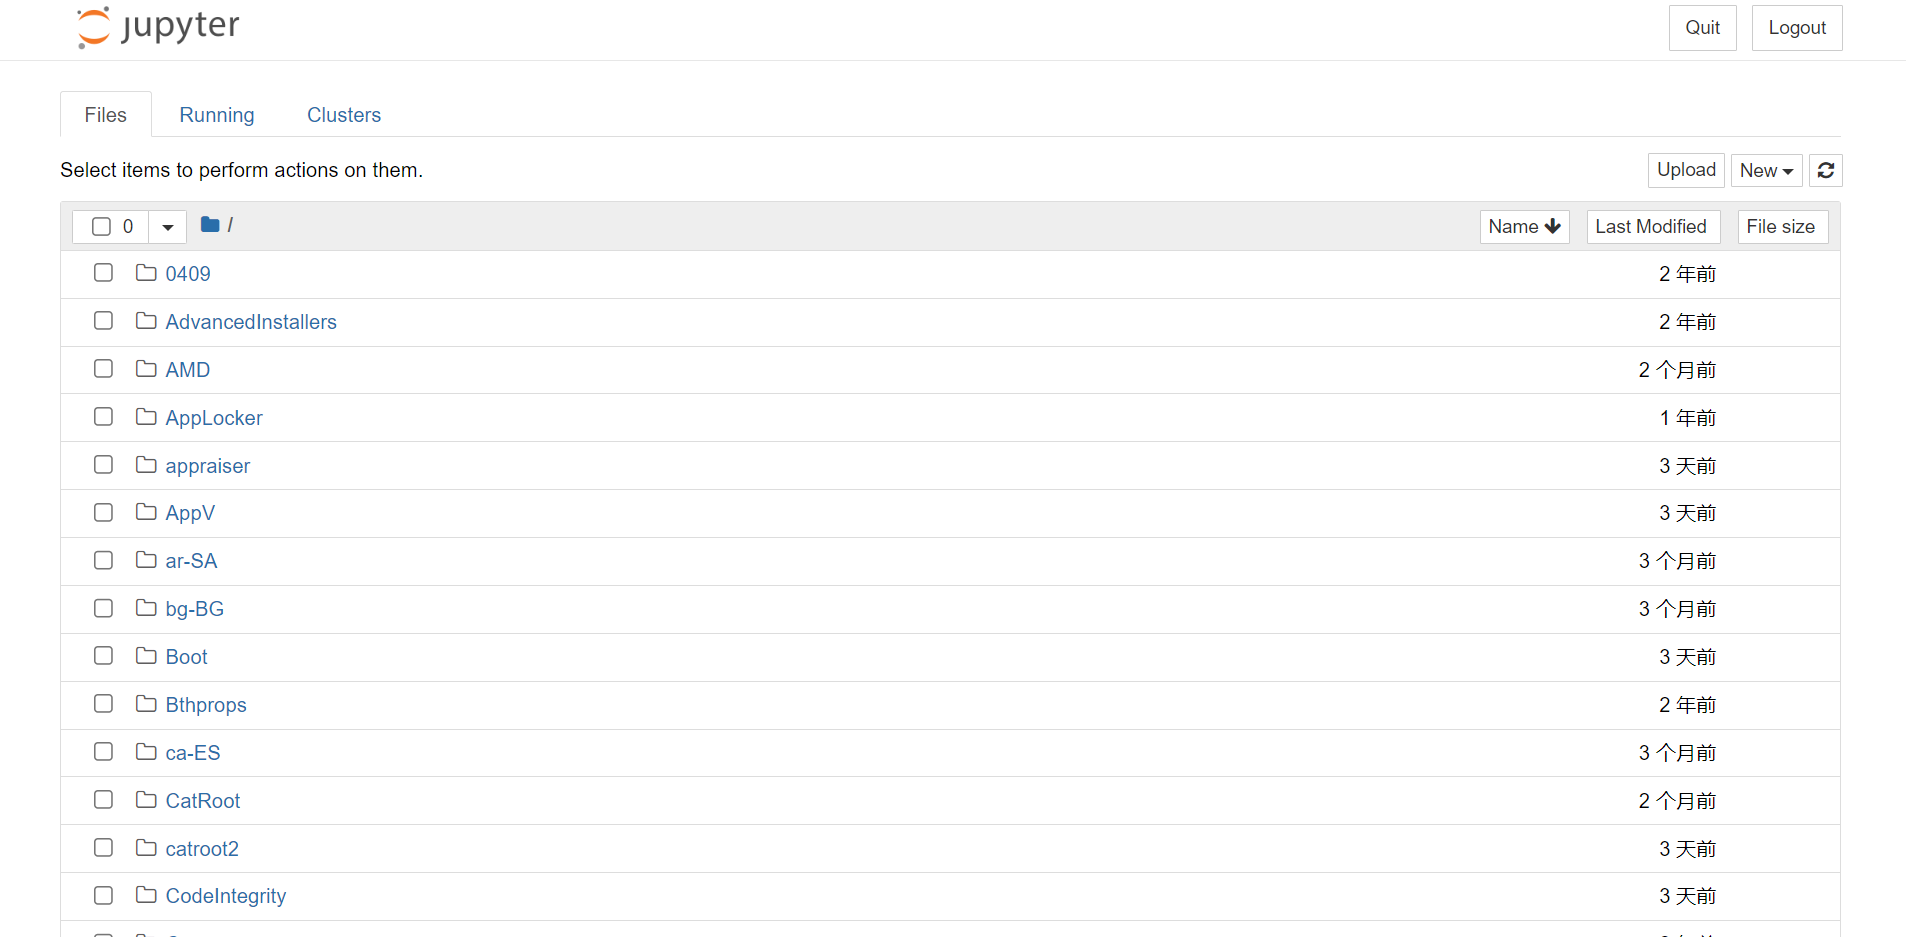 jupyter
Quit Logout
Files Running Clusters
Select items to perform actions on them.
Upload New
0 / Name Last Modified File size
0409 2 年前
AdvancedInstallers 2 年前
AMD 2 个月前
AppLocker 1 年前
appraiser 3 天前
AppV 3 天前
ar-SA 3 个月前
bg-BG 3 个月前
Boot 3 天前
Bthprops 2 年前
ca-ES 3 个月前
CatRoot 2 个月前
catroot2 3 天前
CodeIntegrity 3 天前